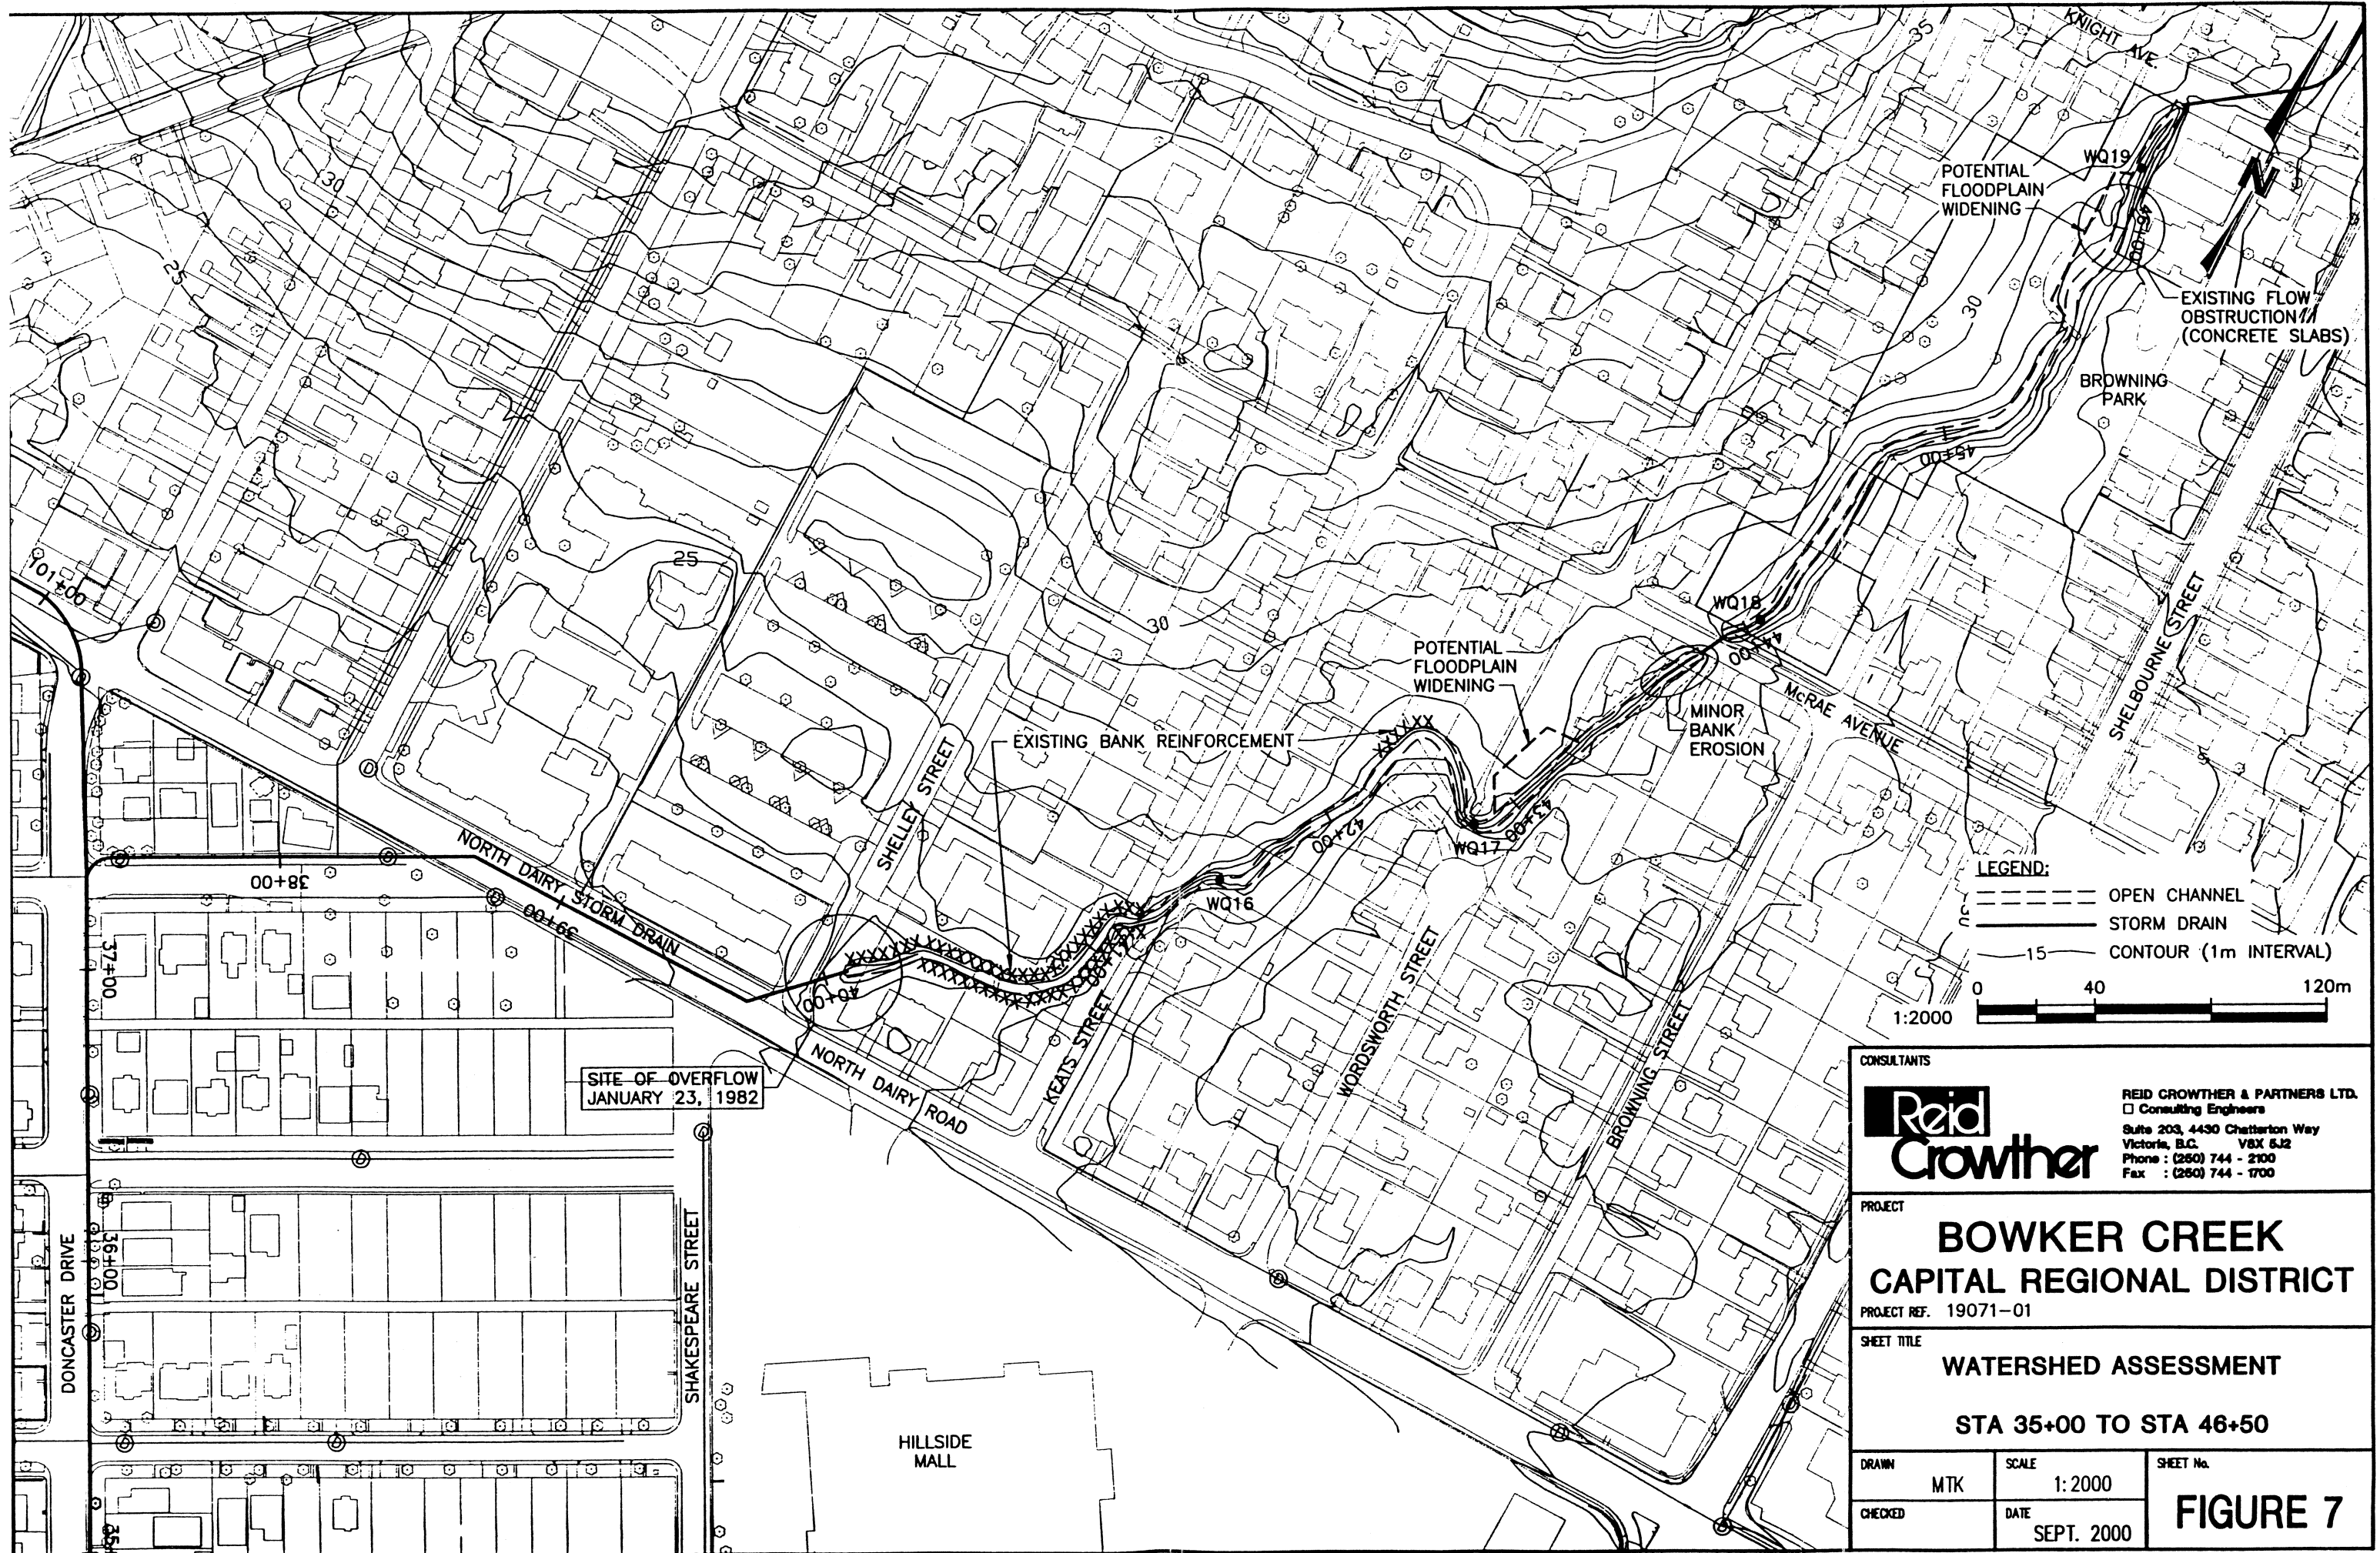 KNIGHT AVE.
35
WQ19
POTENTIAL
FLOODPLAIN
WIDENING
46+00
N
30
EXISTING FLOW
OBSTRUCTION
(CONCRETE SLABS)
BROWNING
PARK
30
25
45+00
101+00
25
30
WQ18
44+00
SHELBOURNE STREET
POTENTIAL
FLOODPLAIN
WIDENING
McRAE AVENUE
MINOR
BANK
EROSION
EXISTING BANK REINFORCEMENT
SHELLEY STREET
43+00
42+00
WQ17
WQ16
41+00
NORTH DAIRY STORM DRAIN
38+00
39+00
37+00
40+00
LEGEND:
OPEN CHANNEL
STORM DRAIN
15 CONTOUR (1m INTERVAL)
0 40 120m
1:2000
KEATS STREET
WORDSWORTH STREET
BROWNING STREET
NORTH DAIRY ROAD
SITE OF OVERFLOW
JANUARY 23, 1982
DONCASTER DRIVE
36+00
SHAKESPEARE STREET
HILLSIDE
MALL
CONSULTANTS
Reid
Crowther
REID CROWTHER & PARTNERS LTD.
Consulting Engineers
Suite 203, 4430 Chatterton Way
Victoria, B.C. V8X 5J2
Phone : (250) 744 - 2100
Fax : (250) 744 - 1700
PROJECT
BOWKER CREEK
CAPITAL REGIONAL DISTRICT
PROJECT REF. 19071-01
SHEET TITLE
WATERSHED ASSESSMENT
STA 35+00 TO STA 46+50
DRAWN
MTK
SCALE
1:2000
SHEET No.
FIGURE 7
CHECKED
DATE
SEPT. 2000